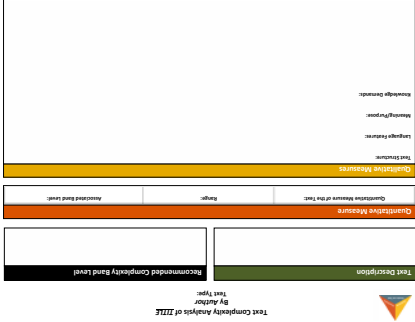 Text Complexity Analysis of TITLE
By Author
Text Type:
Text Description
Recommended Complexity Band Level
Quantitative Measure
Quantitative Measure of the Text:
Range:
Associated Band Level:
Qualitative Measures
Text Structure:
Language Features:
Meaning/Purpose:
Knowledge Demands: